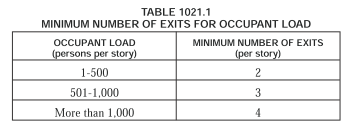 TABLE 1021.1
MINIMUM NUMBER OF EXITS FOR OCCUPANT LOAD
OCCUPANT LOAD MINIMUM NUMBER OF EXITS
(persons per story) (per story)
1-500 2
501-1,000 3
More than 1,000 4